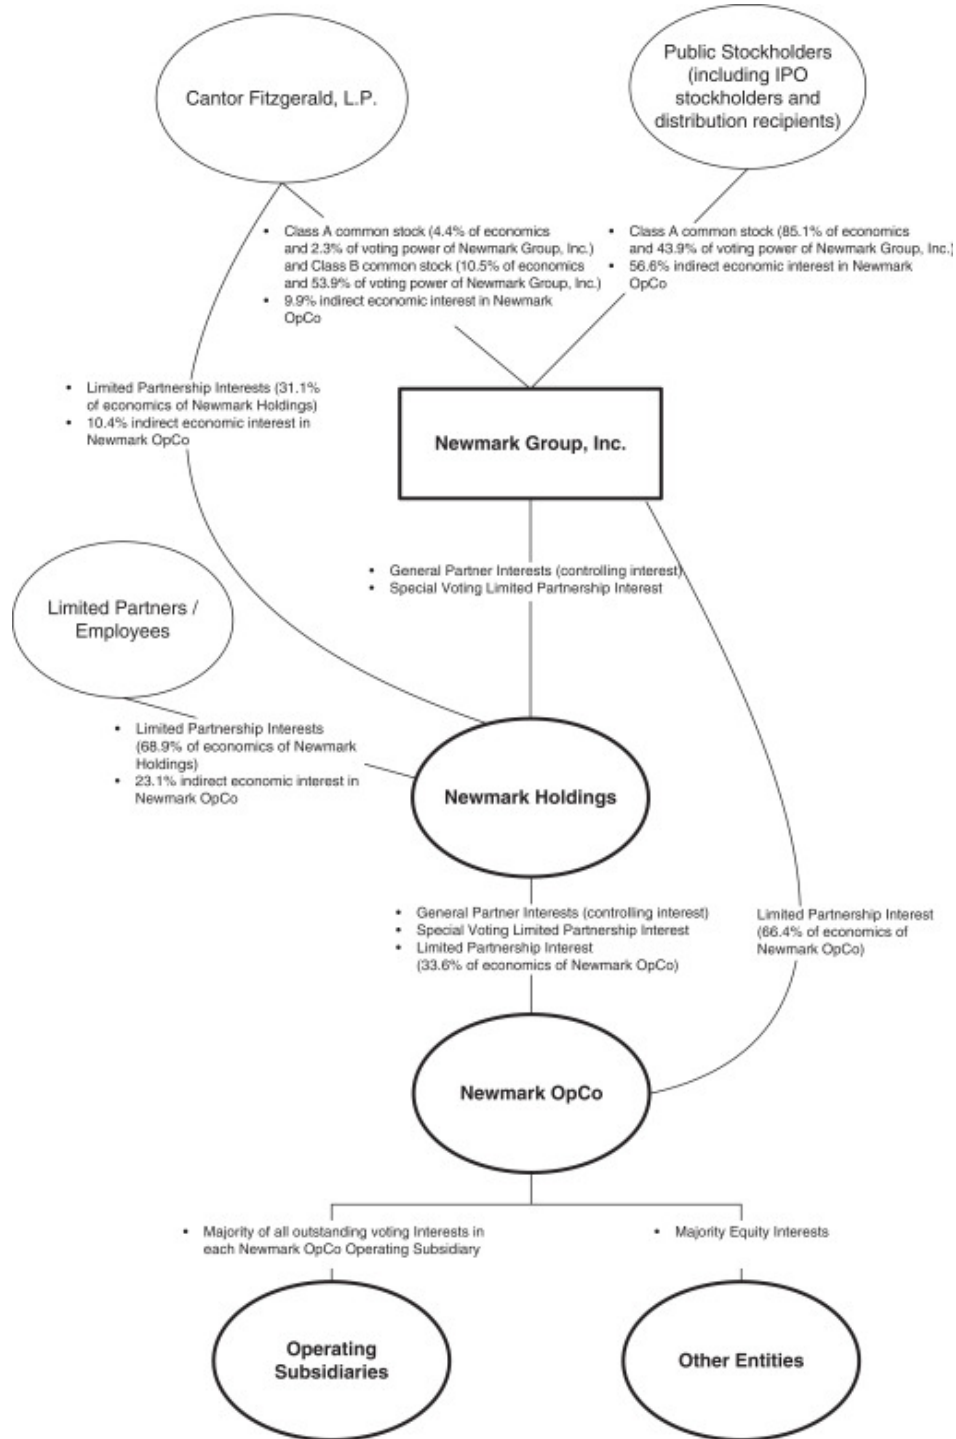 Cantor Fitzgerald, L.P.
Public Stockholders
(including IPO
stockholders and
distribution recipients)
• Class A common stock (4.4% of economics
and 2.3% of voting power of Newmark Group, Inc.)
and Class B common stock (10.5% of economics
and 53.9% of voting power of Newmark Group, Inc.)
• 9.9% indirect economic interest in Newmark
OpCo
• Class A common stock (85.1% of economics
and 43.9% of voting power of Newmark Group, Inc.)
• 56.6% indirect economic interest in Newmark
OpCo
• Limited Partnership Interests (31.1%
of economics of Newmark Holdings)
• 10.4% indirect economic interest in
Newmark OpCo
Newmark Group, Inc.
• General Partner Interests (controlling interest)
• Special Voting Limited Partnership Interest
Limited Partners /
Employees
• Limited Partnership Interests
(68.9% of economics of Newmark
Holdings)
• 23.1% indirect economic interest in
Newmark OpCo
Newmark Holdings
• General Partner Interests (controlling interest)
• Special Voting Limited Partnership Interest
• Limited Partnership Interest
(33.6% of economics of Newmark OpCo)
Limited Partnership Interest
(66.4% of economics of
Newmark OpCo)
Newmark OpCo
• Majority of all outstanding voting Interests in
each Newmark OpCo Operating Subsidiary
• Majority Equity Interests
Operating
Subsidiaries
Other Entities